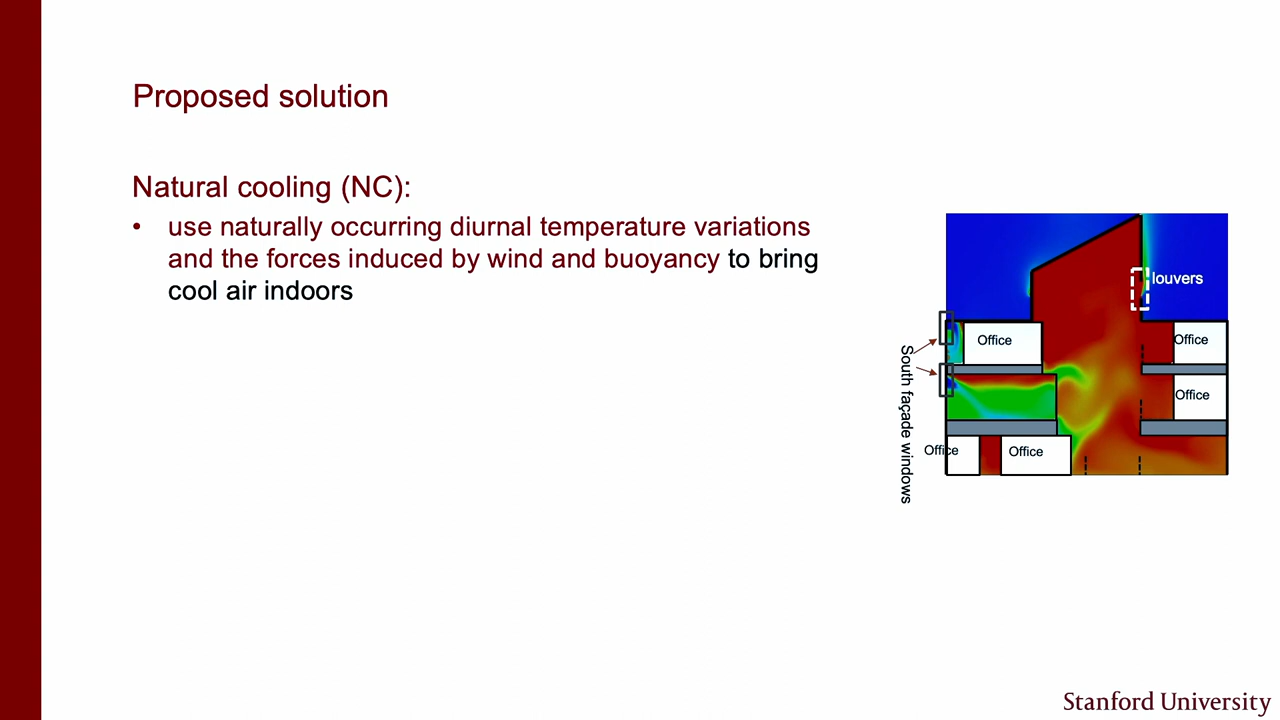 Proposed solution
Natural cooling (NC):
• use naturally occurring diurnal temperature variations
and the forces induced by wind and buoyancy to bring
cool air indoors
louvers
Office
Office
Office
Office
Office
South façade windows
Stanford University